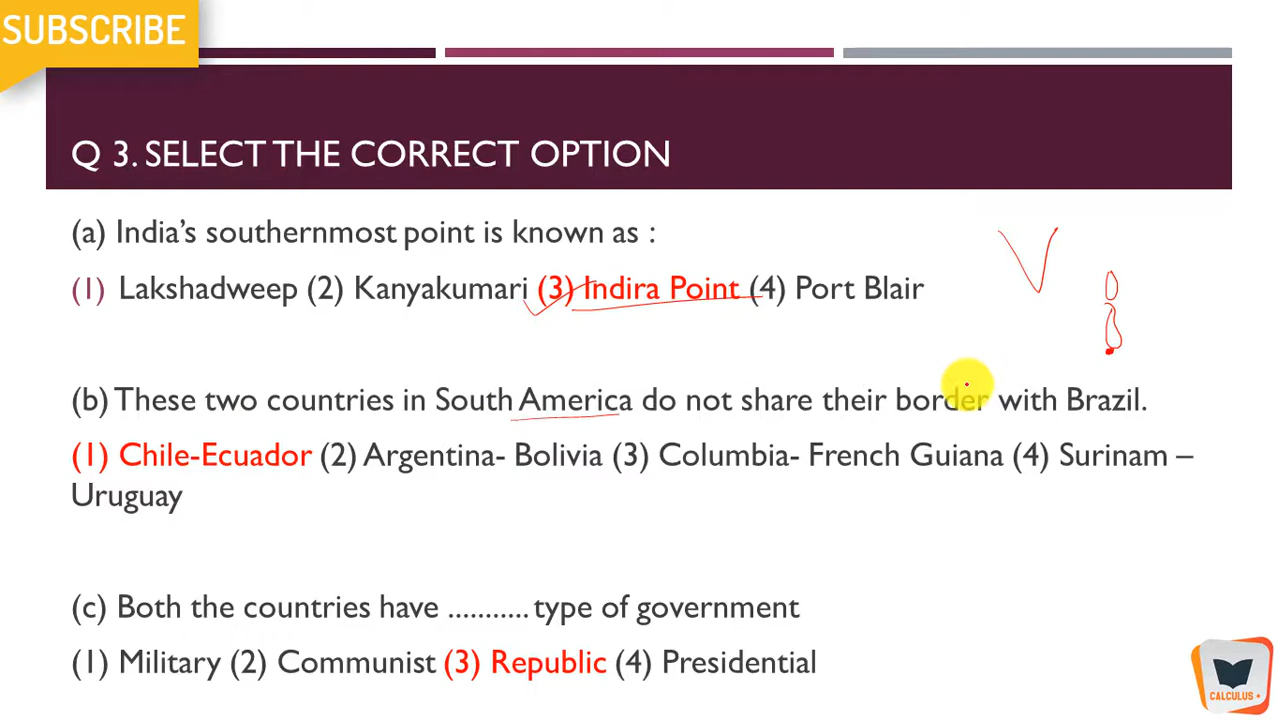 SUBSCRIBE
Q 3. SELECT THE CORRECT OPTION
(a) India’s southernmost point is known as :
(1) Lakshadweep (2) Kanyakumari (3) Indira Point (4) Port Blair
(b) These two countries in South America do not share their border with Brazil.
(1) Chile-Ecuador (2) Argentina- Bolivia (3) Columbia- French Guiana (4) Surinam –
Uruguay
(c) Both the countries have ........... type of government
(1) Military (2) Communist (3) Republic (4) Presidential
CALCULUS +